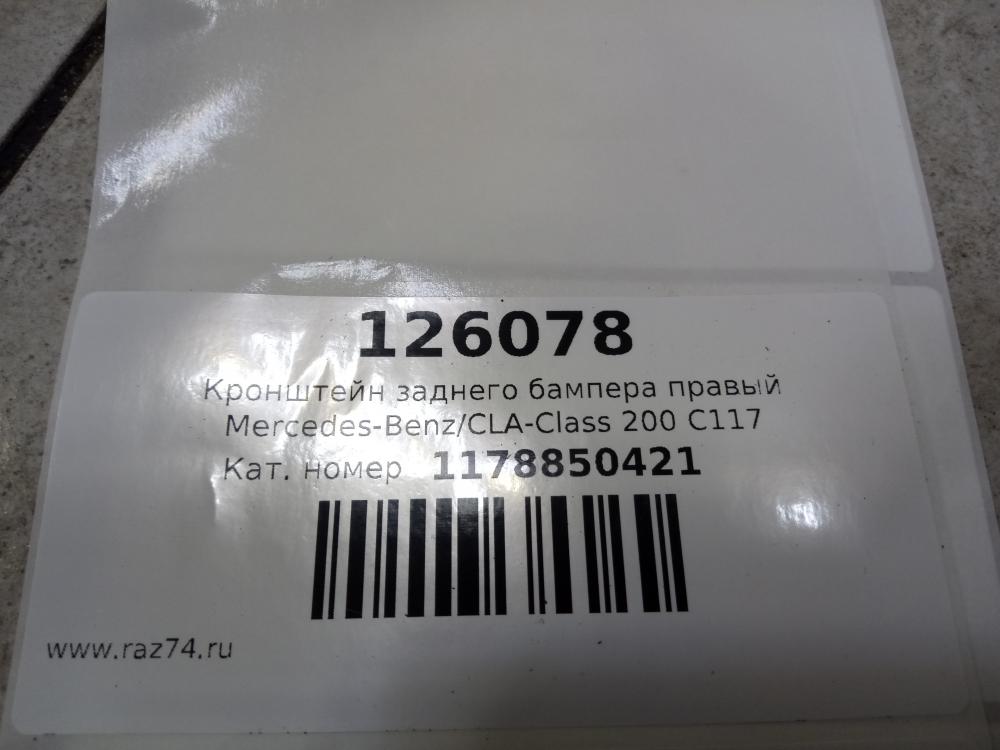 126078
Кронштейн заднего бампера правый
Mercedes-Benz/CLA-Class 200 C117
Кат. номер 1178850421
www.raz74.ru